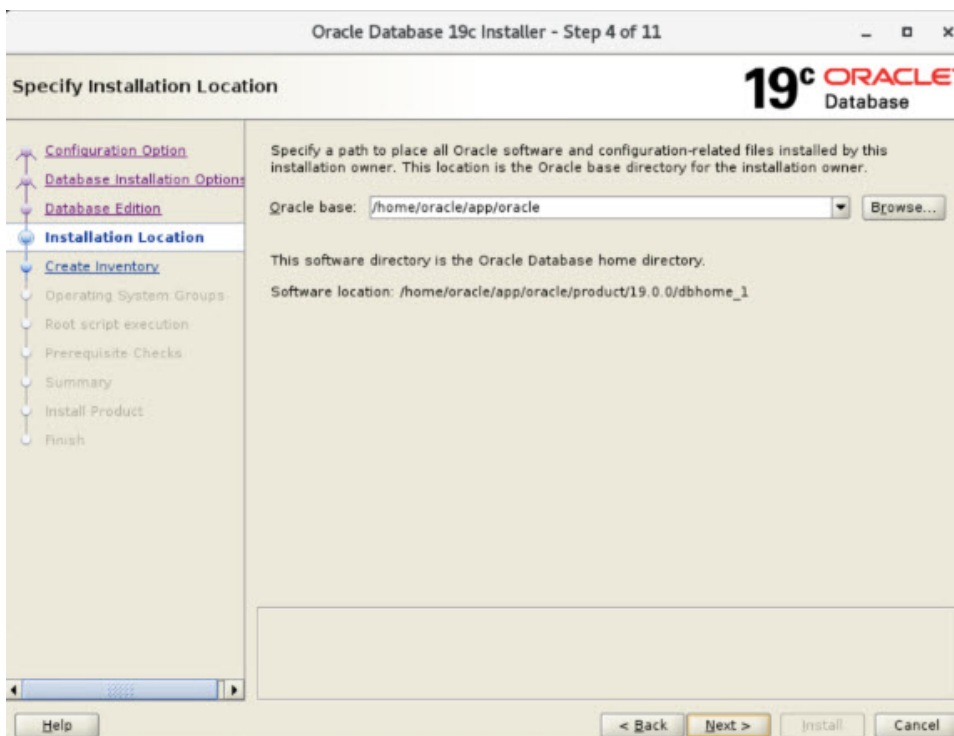 Oracle Database 19c Installer - Step 4 of 11
Specify Installation Location
19c ORACLE
Database
Configuration Option
Database Installation Options
Database Edition
Installation Location
Create Inventory
Operating System Groups
Root script execution
Prerequisite Checks
Summary
Install Product
Finish
Specify a path to place all Oracle software and configuration-related files installed by this
installation owner. This location is the Oracle base directory for the installation owner.
Oracle base: /home/oracle/app/oracle Browse...
This software directory is the Oracle Database home directory.
Software location: /home/oracle/app/oracle/product/19.0.0/dbhome_1
Help < Back Next > Install Cancel